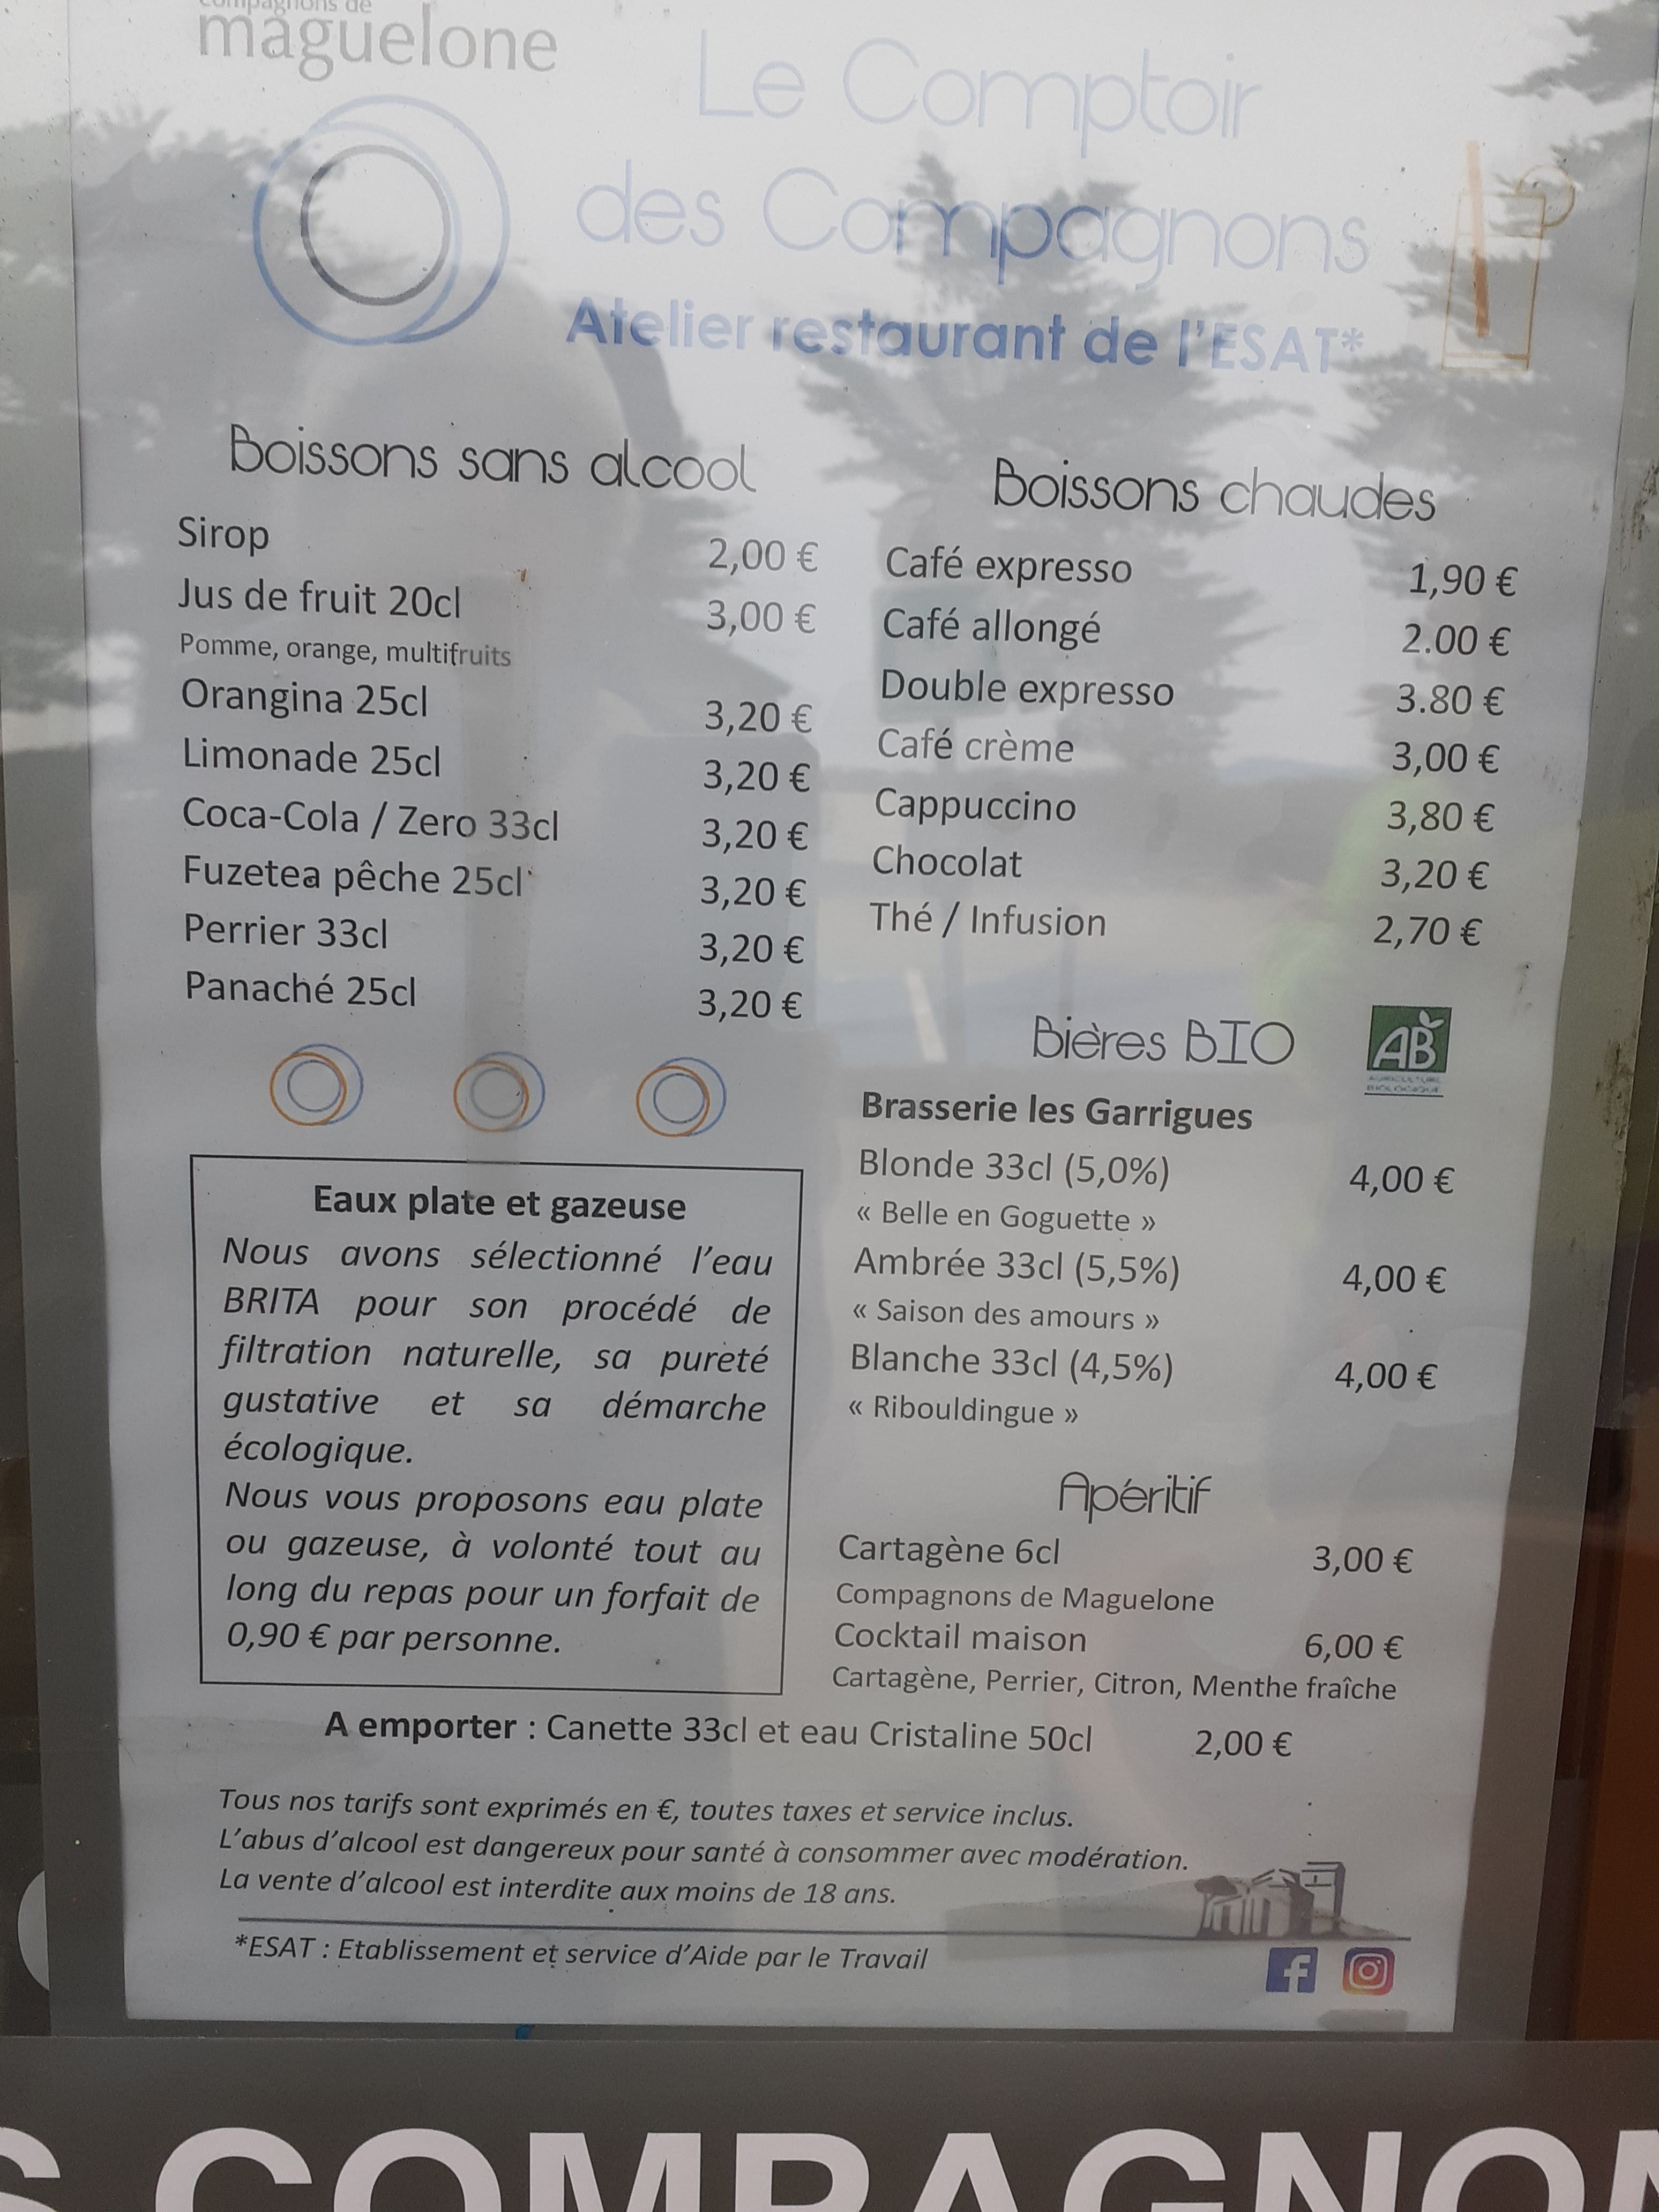 compagnons de
maguelone
Le Comptoir
des Compagnons
Atelier restaurant de l'ESAT*
Boissons sans alcool
Sirop 2,00 €
Jus de fruit 20cl 3,00 €
Pomme, orange, multifruits
Orangina 25cl 3,20 €
Limonade 25cl 3,20 €
Coca-Cola / Zero 33cl 3,20 €
Fuzetea pêche 25cl 3,20 €
Perrier 33cl 3,20 €
Panaché 25cl 3,20 €
Eaux plate et gazeuse
Nous avons sélectionné l'eau
BRITA pour son procédé de
filtration naturelle, sa pureté
gustative et sa démarche
écologique.
Nous vous proposons eau plate
ou gazeuse, à volonté tout au
long du repas pour un forfait de
0,90 € par personne.
Boissons chaudes
Café expresso 1,90 €
Café allongé 2.00 €
Double expresso 3.80 €
Café crème 3,00 €
Cappuccino 3,80 €
Chocolat 3,20 €
Thé / Infusion 2,70 €
Bières BIO
AB
AGRICULTURE
BIOLOGIQUE
Brasserie les Garrigues
Blonde 33cl (5,0%) 4,00 €
« Belle en Goguette »
Ambrée 33cl (5,5%) 4,00 €
« Saison des amours »
Blanche 33cl (4,5%) 4,00 €
« Ribouldingue »
Apéritif
Cartagène 6cl 3,00 €
Compagnons de Maguelone
Cocktail maison 6,00 €
Cartagène, Perrier, Citron, Menthe fraîche
A emporter : Canette 33cl et eau Cristaline 50cl 2,00 €
Tous nos tarifs sont exprimés en €, toutes taxes et service inclus.
L'abus d'alcool est dangereux pour santé à consommer avec modération.
La vente d'alcool est interdite aux moins de 18 ans.
*ESAT : Etablissement et service d'Aide par le Travail
S COMPAGNON